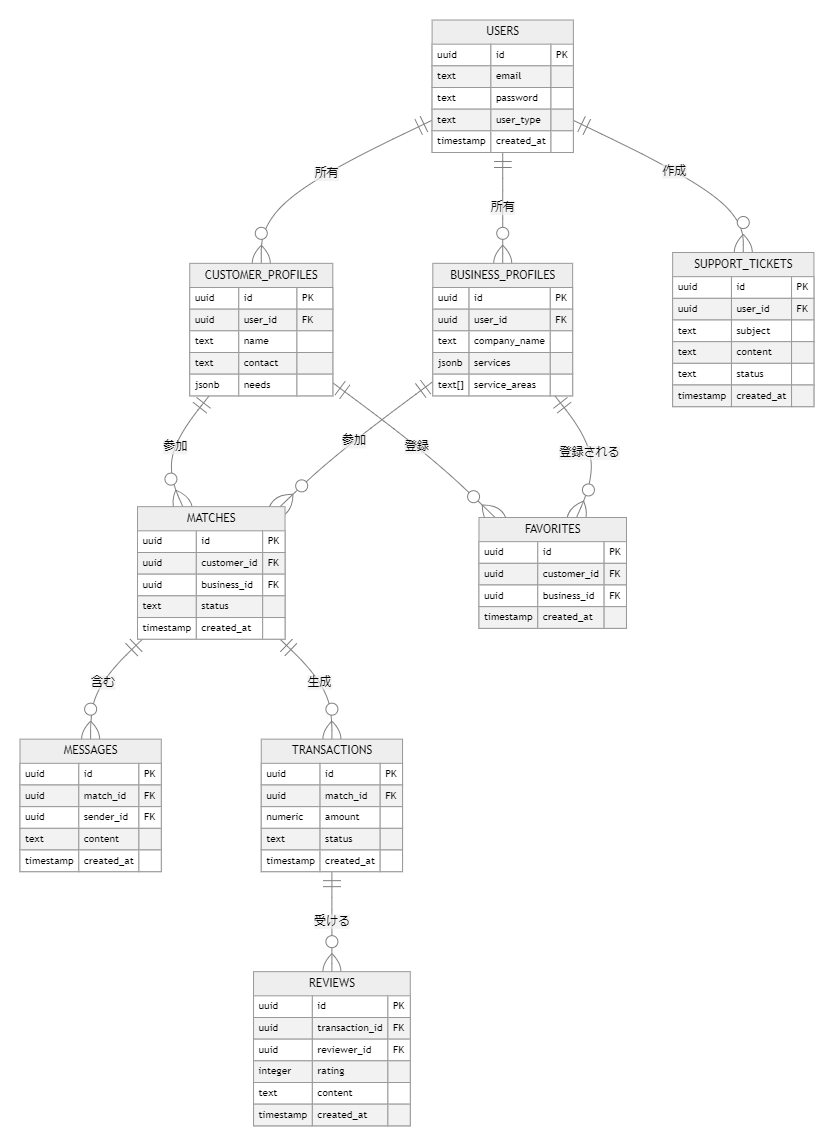 USERS
uuid id PK
text email
text password
text user_type
timestamp created_at
所有
所有
作成
CUSTOMER_PROFILES
uuid id PK
uuid user_id FK
text name
text contact
jsonb needs
BUSINESS_PROFILES
uuid id PK
uuid user_id FK
text company_name
jsonb services
text[] service_areas
SUPPORT_TICKETS
uuid id PK
uuid user_id FK
text subject
text content
text status
timestamp created_at
参加
参加
登録
登録される
MATCHES
uuid id PK
uuid customer_id FK
uuid business_id FK
text status
timestamp created_at
FAVORITES
uuid id PK
uuid customer_id FK
uuid business_id FK
timestamp created_at
含む
生成
MESSAGES
uuid id PK
uuid match_id FK
uuid sender_id FK
text content
timestamp created_at
TRANSACTIONS
uuid id PK
uuid match_id FK
numeric amount
text status
timestamp created_at
受ける
REVIEWS
uuid id PK
uuid transaction_id FK
uuid reviewer_id FK
integer rating
text content
timestamp created_at